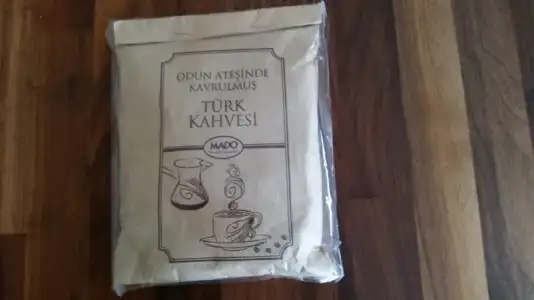 ODUN ATEŞİNDE
KAVRULMUŞ
TÜRK
KAHVESİ
MADO